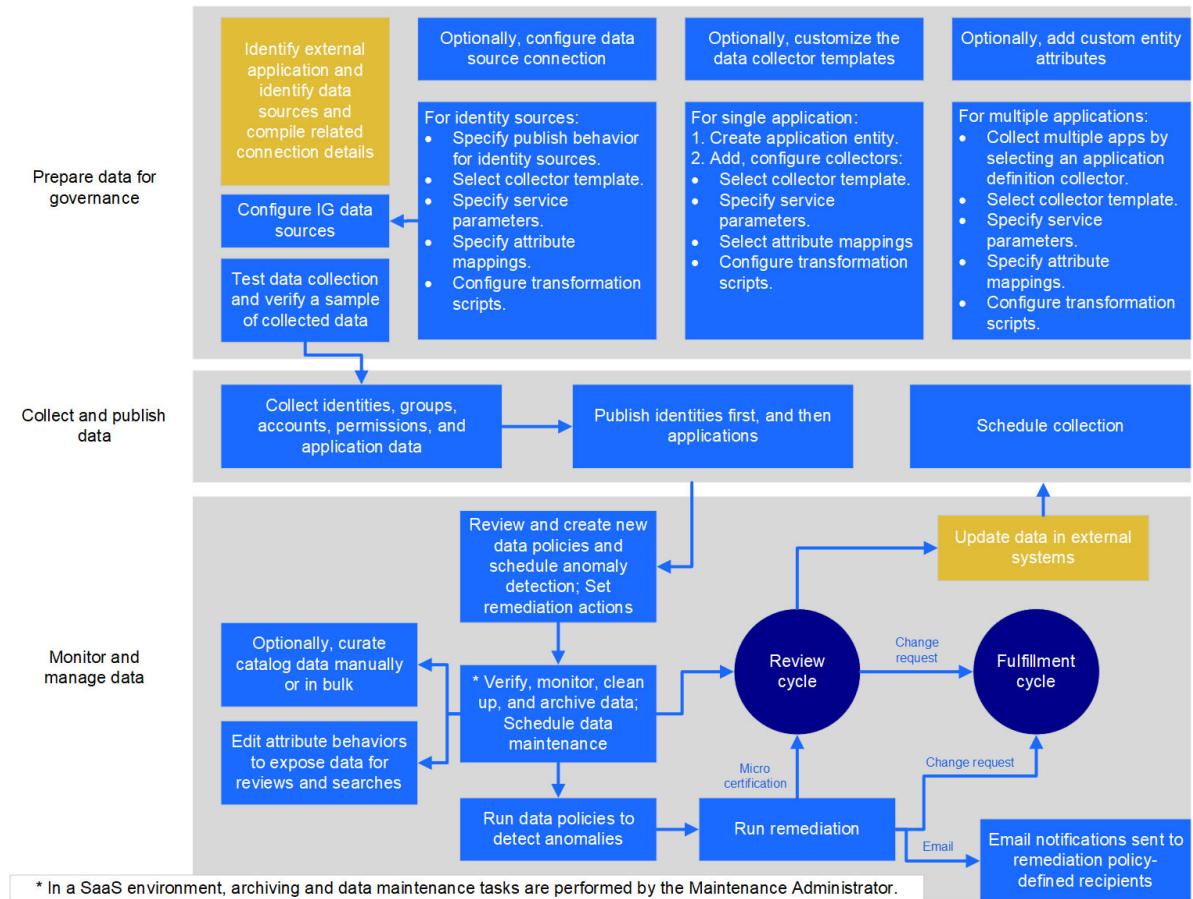 Prepare data for
governance
Identify external
application and
identify data
sources and
compile related
connection details
Optionally, configure data
source connection
Optionally, customize the
data collector templates
Optionally, add custom entity
attributes
Configure IG data
sources
Test data collection
and verify a sample
of collected data
For identity sources:
• Specify publish behavior
for identity sources.
• Select collector template.
• Specify service
parameters.
• Specify attribute
mappings.
• Configure transformation
scripts.
For single application:
1. Create application entity.
2. Add, configure collectors:
• Select collector template.
• Specify service
parameters.
• Select attribute mappings
• Configure transformation
scripts.
For multiple applications:
• Collect multiple apps by
selecting an application
definition collector.
• Select collector template.
• Specify service
parameters.
• Specify attribute
mappings.
• Configure transformation
scripts.
Collect and publish
data
Collect identities, groups,
accounts, permissions, and
application data
Publish identities first, and then
applications
Schedule collection
Monitor and
manage data
Review and create new
data policies and
schedule anomaly
detection; Set
remediation actions
Update data in external
systems
Optionally, curate
catalog data manually
or in bulk
* Verify, monitor, clean
up, and archive data;
Schedule data
maintenance
Review
cycle
Change
request
Fulfillment
cycle
Edit attribute behaviors
to expose data for
reviews and searches
Micro
certification
Change request
Run data policies to
detect anomalies
Run remediation
Email
Email notifications sent to
remediation policy-
defined recipients
* In a SaaS environment, archiving and data maintenance tasks are performed by the Maintenance Administrator.